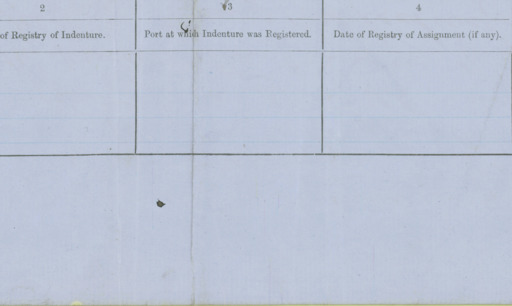 2 3 4
of Registry of Indenture. Port at which Indenture was Registered. Date of Registry of Assignment (if any).